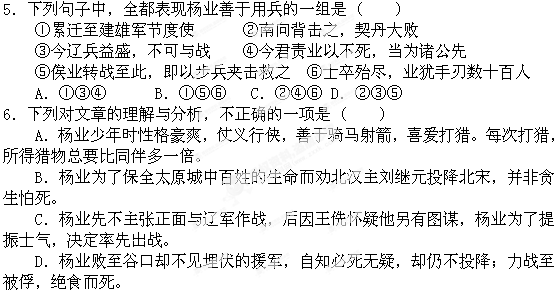 5．下列句子中，全都表现杨业善于用兵的一组是（　　）
①累迁至建雄军节度使　　　②南向背击之，契丹大败
③今辽兵益盛，不可与战　　④今君责业以不死，当为诸公先
⑤俟业转战至此，即以步兵夹击救之　⑥士卒殆尽，业犹手刃数十百人
A．①③④　　　B．①⑤⑥　　C．②④⑥　D．②③⑤
6．下列对文章的理解与分析，不正确的一项是（　　）
A．杨业少年时性格豪爽，仗义行侠，善于骑马射箭，喜爱打猎。每次打猎，
所得猎物总要比同伴多一倍。
B．杨业为了保全太原城中百姓的生命而劝北汉主刘继元投降北宋，并非贪
生怕死。
C．杨业先不主张正面与辽军作战，后因王侁怀疑他另有图谋，杨业为了提
振士气，决定率先出战。
D．杨业败至谷口却不见埋伏的援军，自知必死无疑，却仍不投降；力战至
被俘，绝食而死。